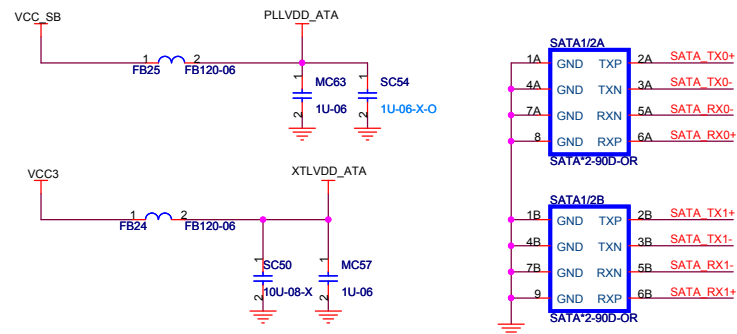 VCC_SB
PLLVDD_ATA
1
2
FB25
FB120-06
1
MC63
1U-06
2
1
SC54
1U-06-X-O
2
VCC3
XTLVDD_ATA
1
2
FB24
FB120-06
1
SC50
10U-08-X
2
1
MC57
1U-06
2
SATA1/2A
1A GND TXP 2A SATA_TX0+
4A GND TXN 3A SATA_TX0-
7A GND RXN 5A SATA_RX0-
8 GND RXP 6A SATA_RX0+
SATA*2-90D-OR
SATA1/2B
1B GND TXP 2B SATA_TX1+
4B GND TXN 3B SATA_TX1-
7B GND RXN 5B SATA_RX1-
9 GND RXP 6B SATA_RX1+
SATA*2-90D-OR